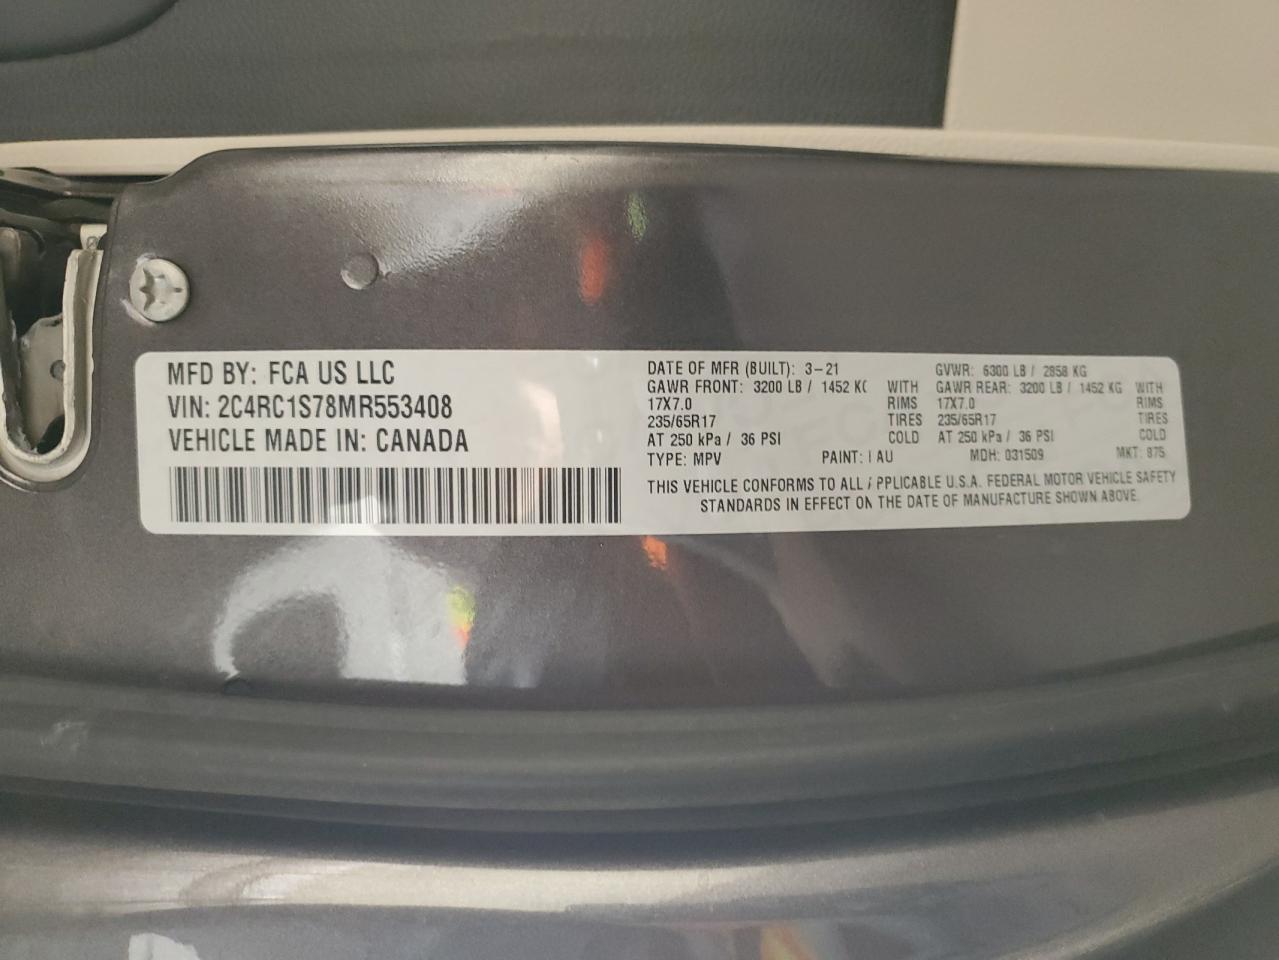 MFD BY: FCA US LLC
VIN: 2C4RC1S78MR553408
VEHICLE MADE IN: CANADA
DATE OF MFR (BUILT): 3-21 GVWR: 6300 LB / 2858 KG
GAWR FRONT: 3200 LB / 1452 KG WITH GAWR REAR: 3200 LB / 1452 KG WITH
17X7.0 RIMS 17X7.0 RIMS
235/65R17 TIRES 235/65R17 TIRES
AT 250 kPa / 36 PSI COLD AT 250 kPa / 36 PSI COLD
TYPE: MPV PAINT: AU MDH: 031509 MKT: 875
THIS VEHICLE CONFORMS TO ALL APPLICABLE U.S.A. FEDERAL MOTOR VEHICLE SAFETY
STANDARDS IN EFFECT ON THE DATE OF MANUFACTURE SHOWN ABOVE.